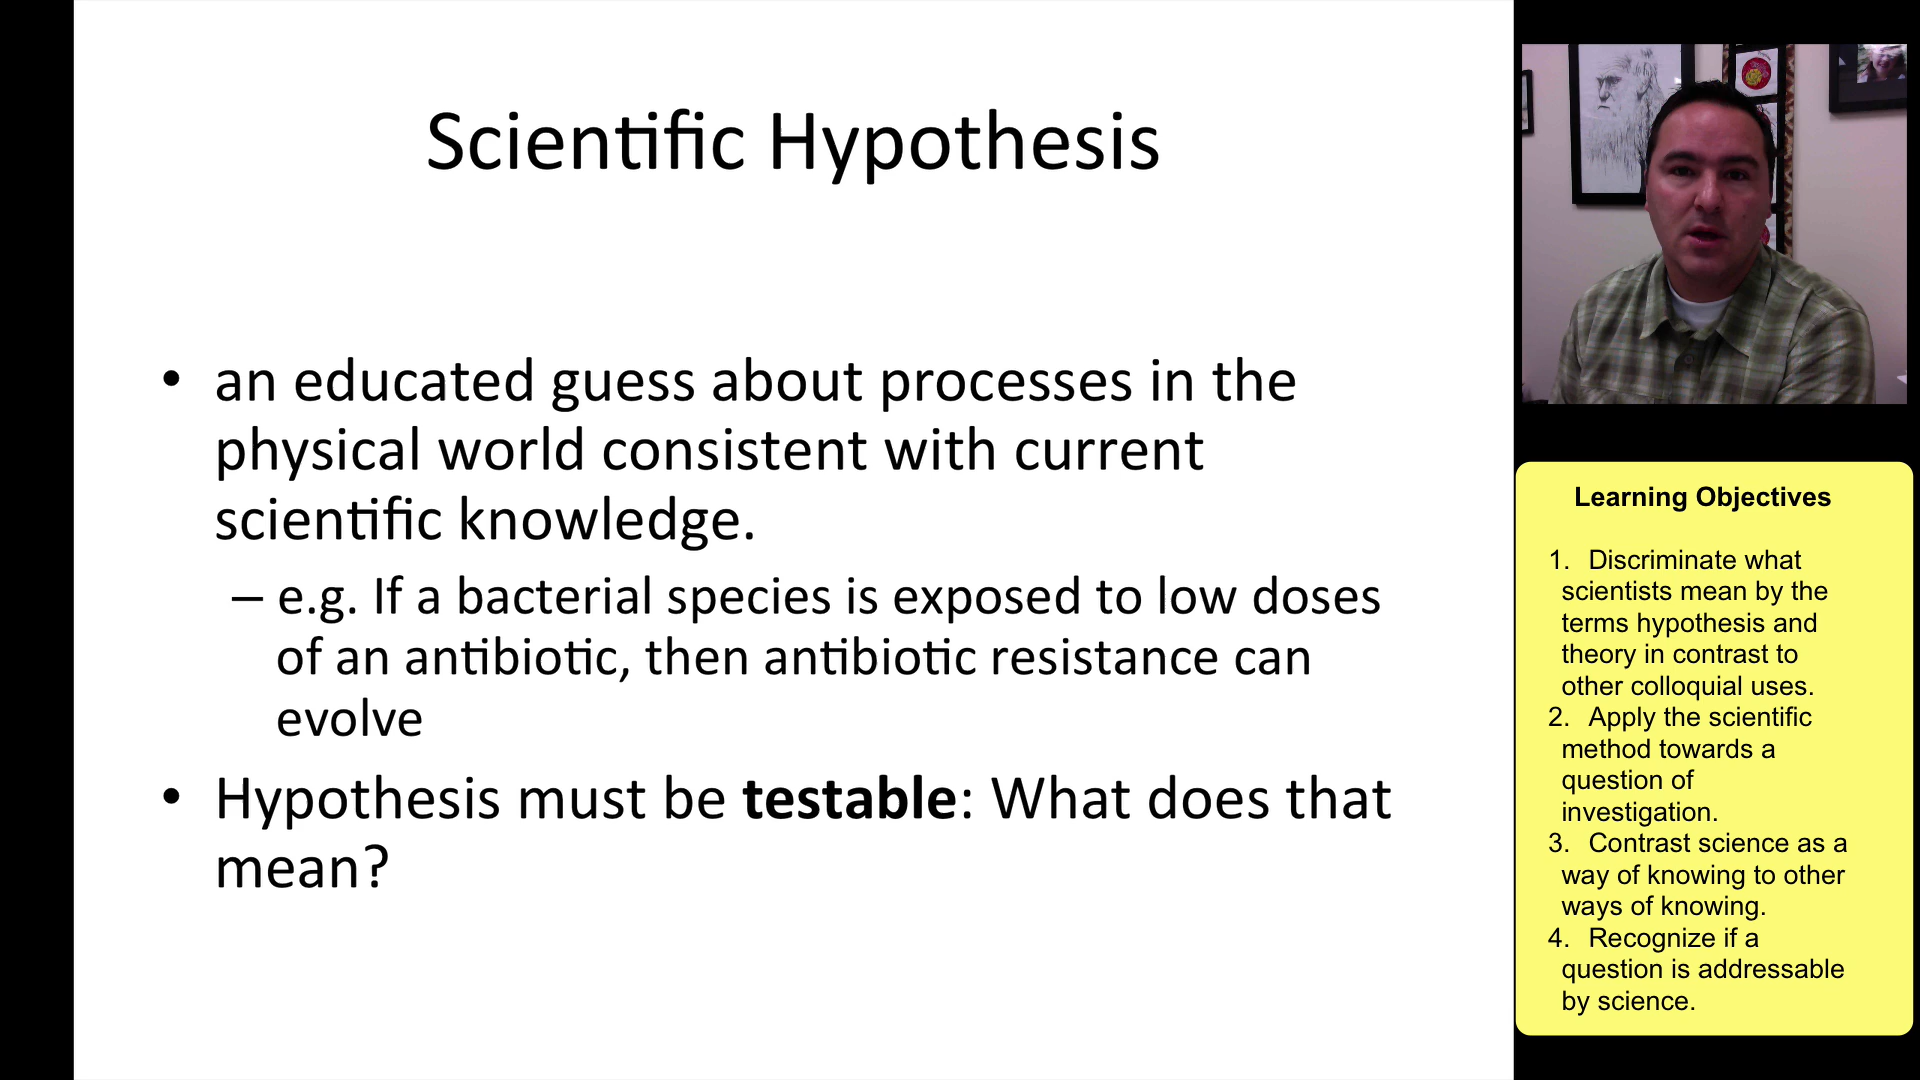 Scientific Hypothesis
• an educated guess about processes in the
physical world consistent with current
scientific knowledge.
– e.g. If a bacterial species is exposed to low doses
of an antibiotic, then antibiotic resistance can
evolve
• Hypothesis must be testable: What does that
mean?
Learning Objectives
1. Discriminate what
scientists mean by the
terms hypothesis and
theory in contrast to
other colloquial uses.
2. Apply the scientific
method towards a
question of
investigation.
3. Contrast science as a
way of knowing to other
ways of knowing.
4. Recognize if a
question is addressable
by science.